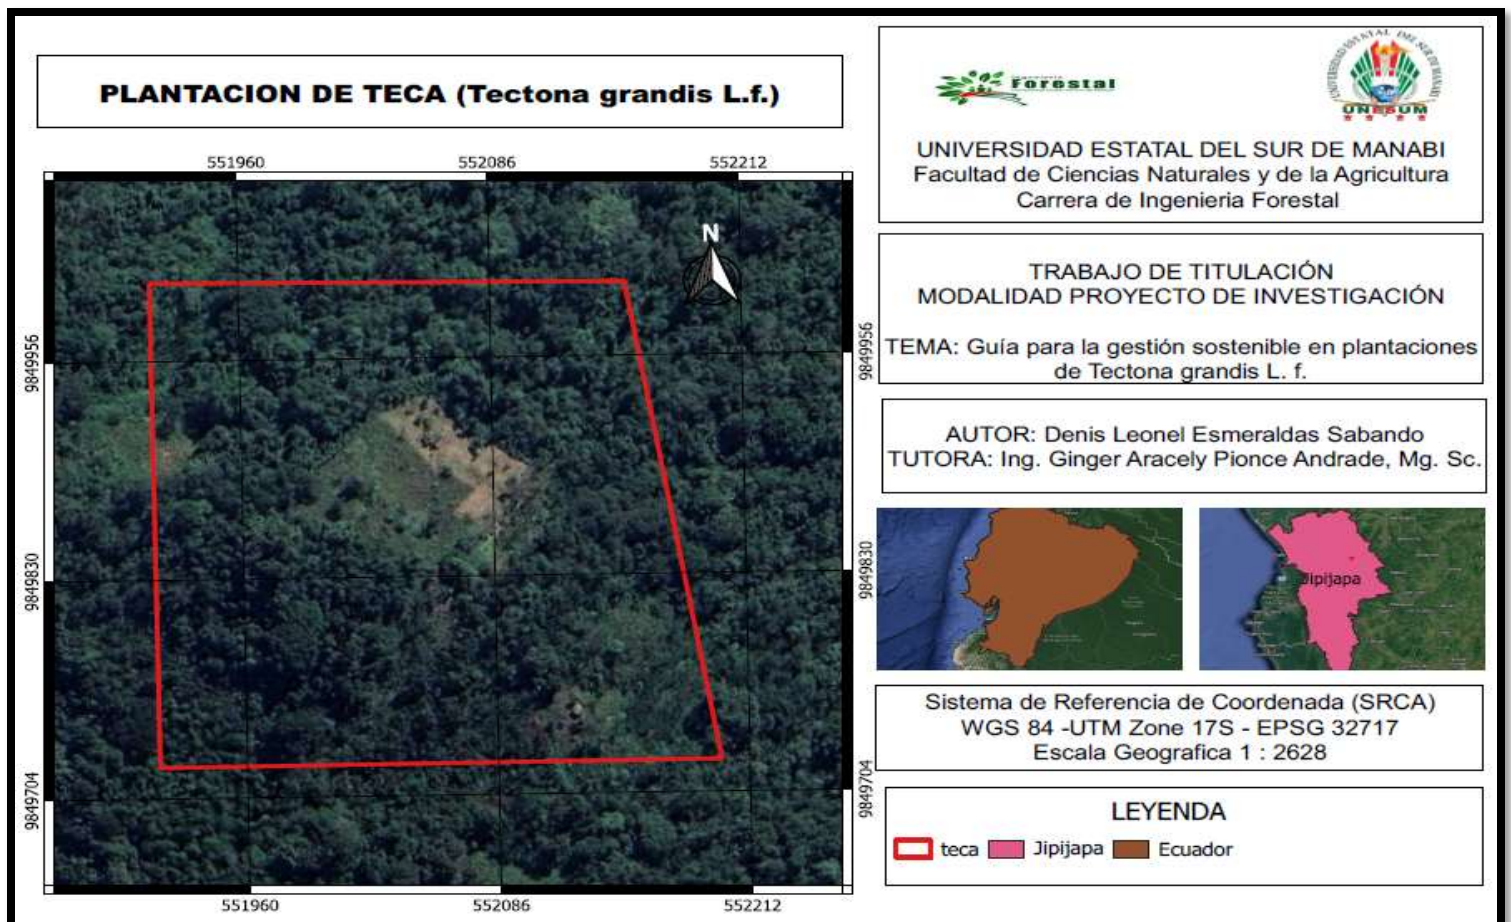 PLANTACION DE TECA (Tectona grandis L.f.)
551960 552086 552212
9849956
9849830
9849704
N
9849956
9849830
9849704
551960 552086 552212
Forestal
UNESUM
UNIVERSIDAD ESTATAL DEL SUR DE MANABI
Facultad de Ciencias Naturales y de la Agricultura
Carrera de Ingenieria Forestal
TRABAJO DE TITULACIÓN
MODALIDAD PROYECTO DE INVESTIGACIÓN
TEMA: Guía para la gestión sostenible en plantaciones
de Tectona grandis L. f.
AUTOR: Denis Leonel Esmeraldas Sabando
TUTORA: Ing. Ginger Aracely Pionce Andrade, Mg. Sc.
Jipijapa
Sistema de Referencia de Coordenada (SRCA)
WGS 84 -UTM Zone 17S - EPSG 32717
Escala Geografica 1 : 2628
LEYENDA
teca Jipijapa Ecuador